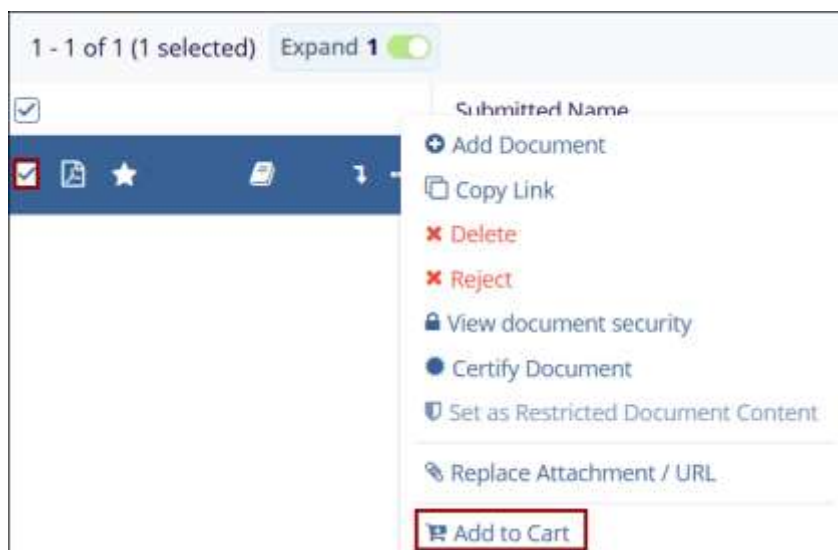 1 - 1 of 1 (1 selected) Expand 1
Submitted Name
Add Document
Copy Link
Delete
Reject
View document security
Certify Document
Set as Restricted Document Content
Replace Attachment / URL
Add to Cart